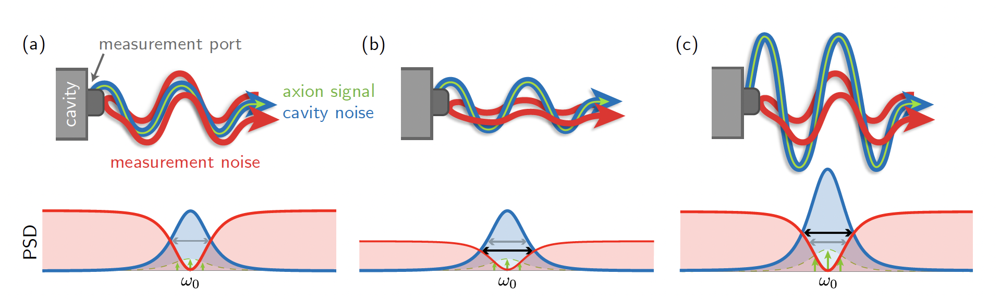 (a)
measurement port
cavity
axion signal
cavity noise
measurement noise
PSD
ω₀
(b)
ω₀
(c)
ω₀